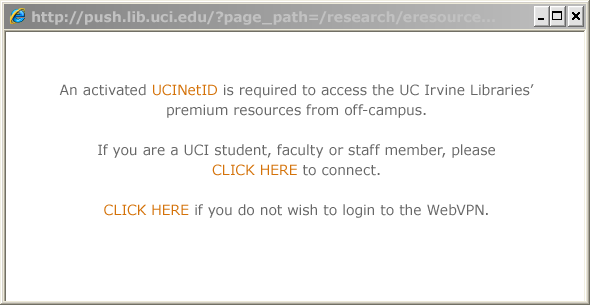 http://push.lib.uci.edu/?page_path=/research/eresource...
An activated UCINetID is required to access the UC Irvine Libraries’
premium resources from off-campus.
If you are a UCI student, faculty or staff member, please
CLICK HERE to connect.
CLICK HERE if you do not wish to login to the WebVPN.